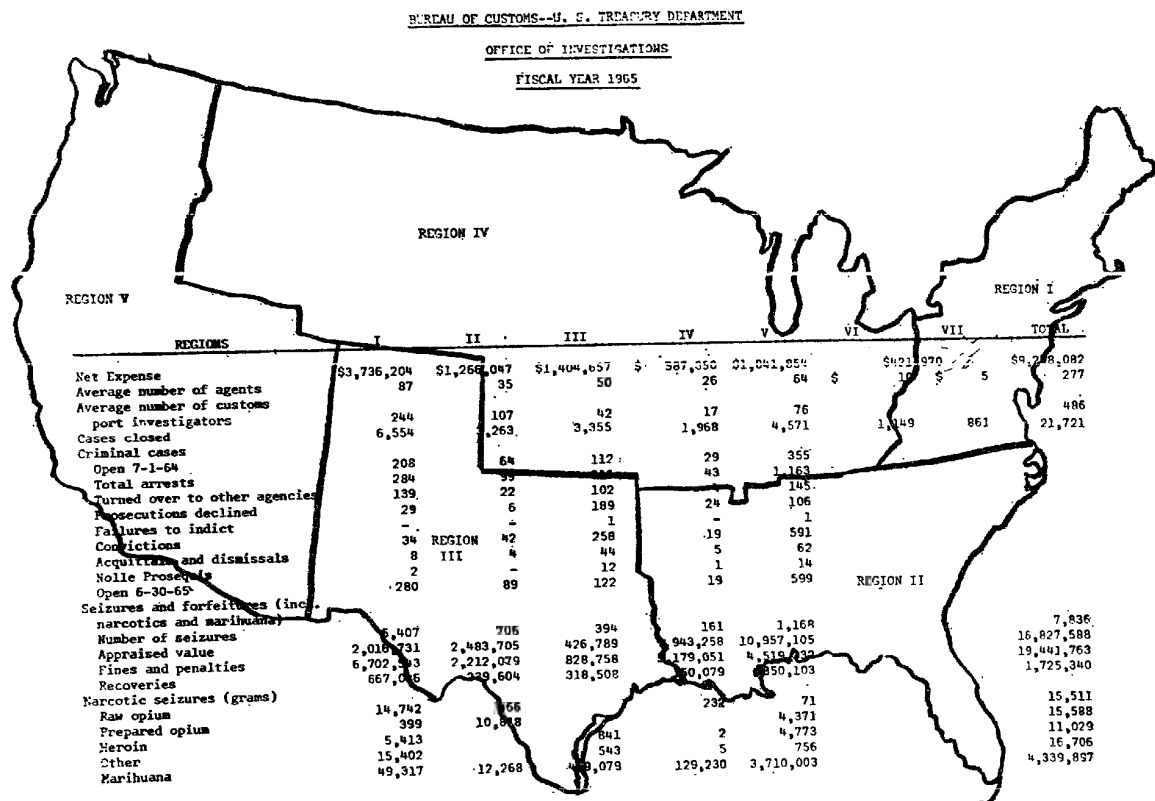 BUREAU OF CUSTOMS--U. S. TREASURY DEPARTMENT
OFFICE OF INVESTIGATIONS
FISCAL YEAR 1965
REGION IV
REGION V
REGION I
REGIONS I II III IV V VI VII TOTAL
Net Expense $3,736,204 $1,404,657 $1,841,854
Average number of agents 87 35 50 26 64 $ 10 $ 5 277
Average number of customs
port investigators 244 107 42 17 76 486
Cases closed 6,554 3,355 1,968 4,571 861 21,721
Criminal cases
Open 7-1-64 208 64 112 29 355
Total arrests 284 43 1,163
Turned over to other agencies 139 22 102 145
Prosecutions declined 29 6 189 24 106
Failures to indict - - 1 - 1
Convictions 34 42 258 19 591
Acquittals and dismissals 8 4 44 5 62
Nolle Prosequis 2 - 12 1 14
Open 6-30-65 280 89 122 19 599
REGION III
REGION II
Seizures and forfeitures (inc.
narcotics and marihuana)
Number of seizures 706 394 161 1,168 7,836
Appraised value 2,483,705 426,789 943,258 10,957,105 16,827,588
Fines and penalties 2,212,079 828,758 19,441,763
Recoveries 318,508 1,725,340
Narcotic seizures (grams)
Raw opium 14,742 232 71 15,511
Prepared opium 399 4,371 15,588
Heroin 5,413 841 2 4,773 11,029
Other 15,402 543 5 756 16,706
Marihuana 49,317 12,268 129,230 3,710,003 4,339,897